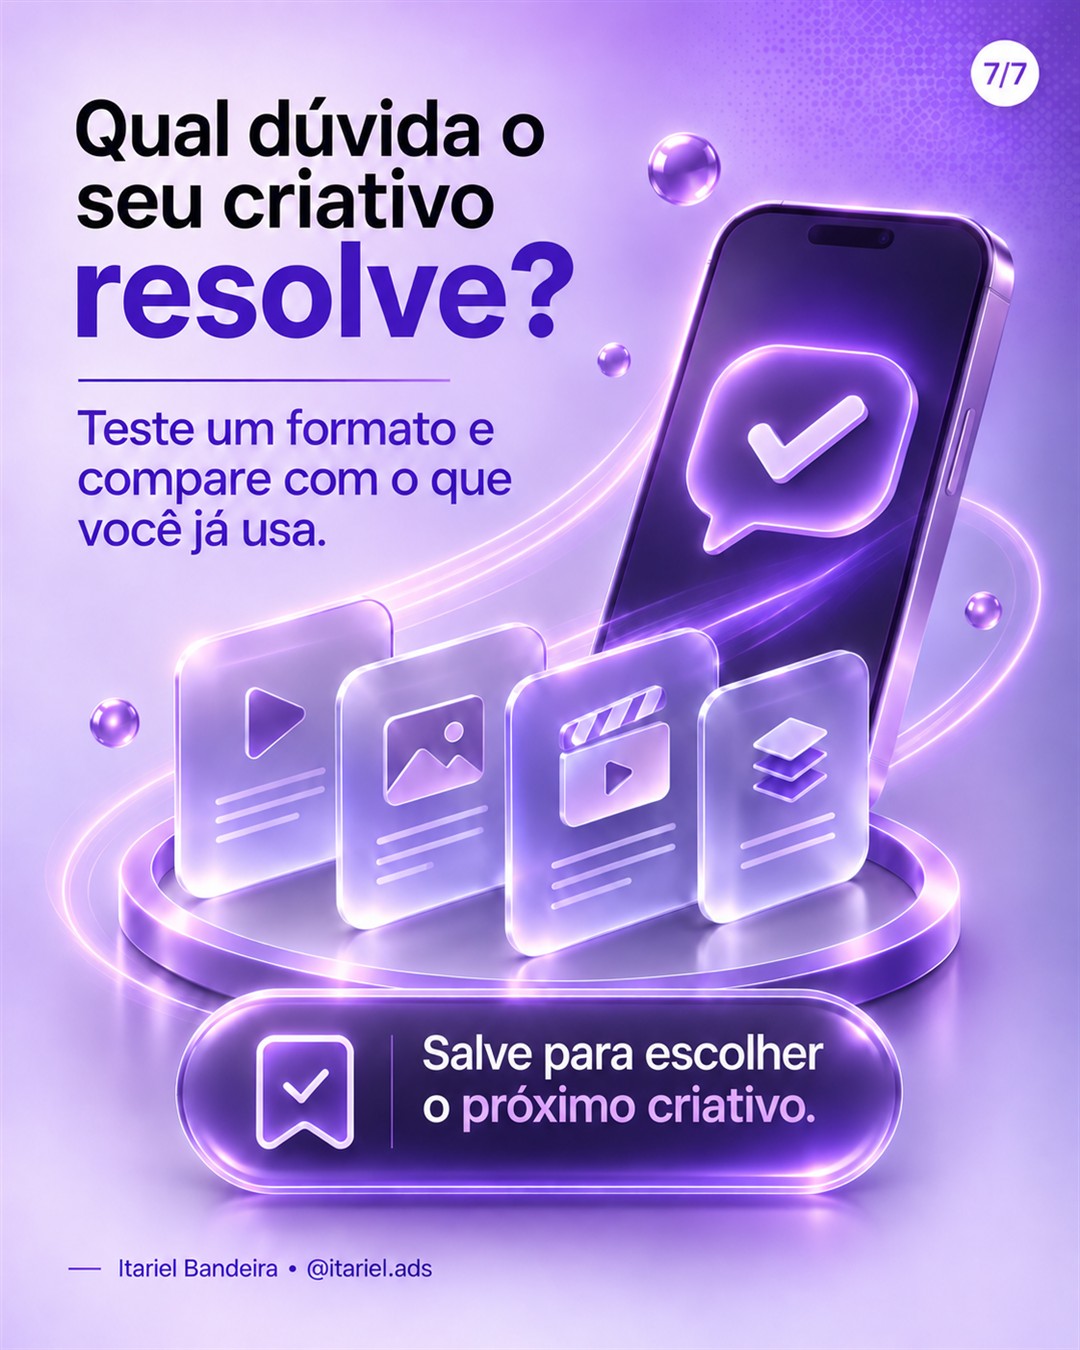 7/7
Qual dúvida o
seu criativo
resolve?
Teste um formato e
compare com o que
você já usa.
Salve para escolher
o próximo criativo.
Itariel Bandeira • @itariel.ads